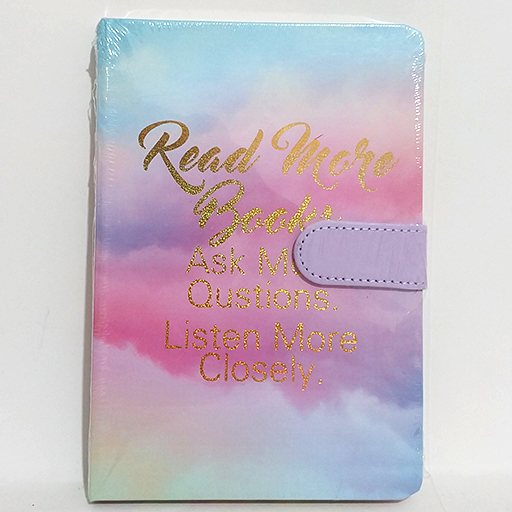 Read More
Books
Ask
Qustions.
Listen More
Closely.